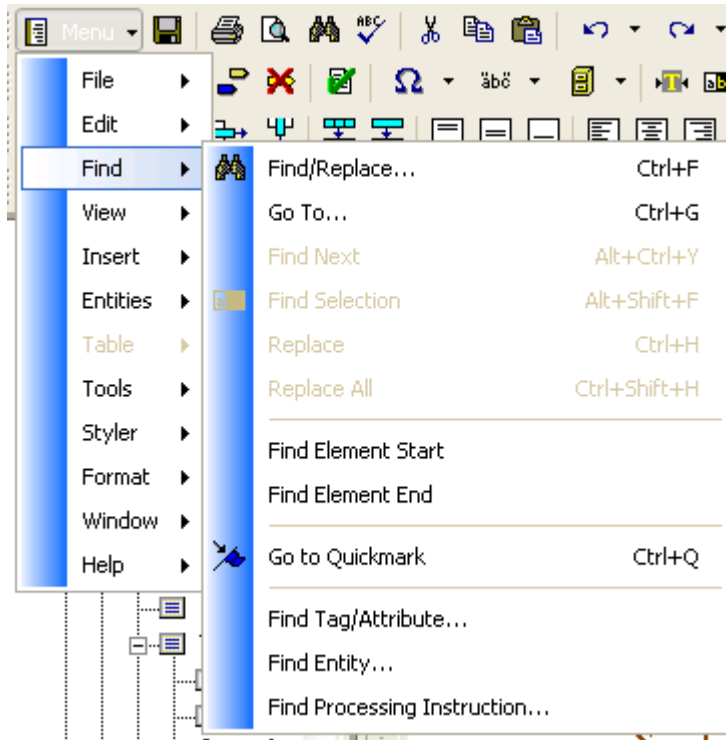 Menu
ABC
Ω äbĉ T ab
File
Edit
Find
View
Insert
Entities
Table
Tools
Styler
Format
Window
Help
Find/Replace... Ctrl+F
Go To... Ctrl+G
Find Next Alt+Ctrl+Y
a Find Selection Alt+Shift+F
Replace Ctrl+H
Replace All Ctrl+Shift+H
Find Element Start
Find Element End
Go to Quickmark Ctrl+Q
Find Tag/Attribute...
Find Entity...
Find Processing Instruction...